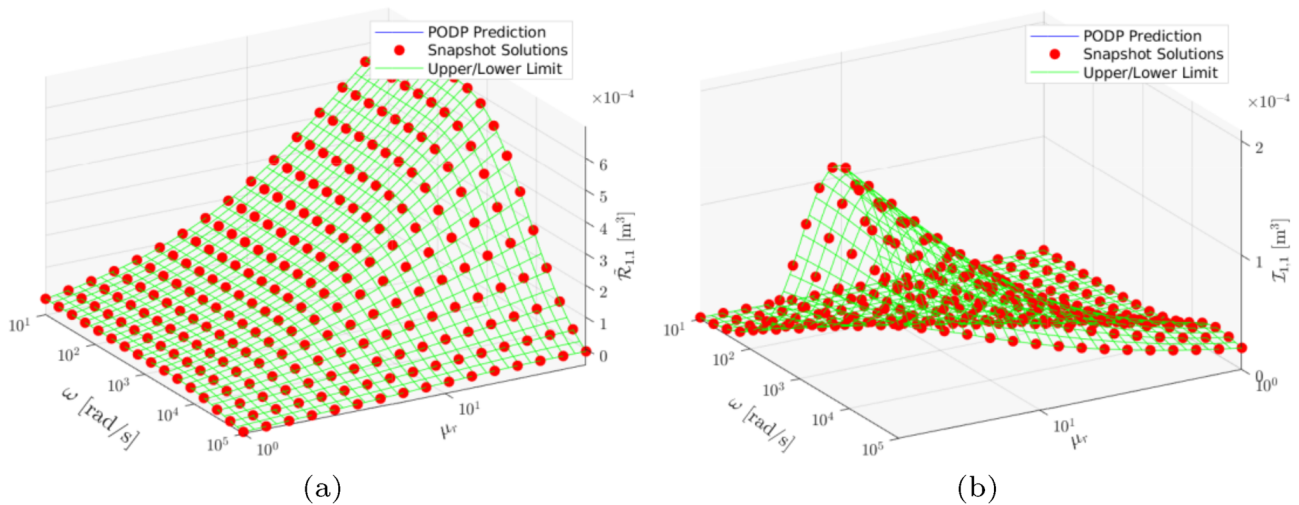 PODP Prediction
Snapshot Solutions
Upper/Lower Limit
×10⁻⁴
6
5
4
3
2
1
0
R̃₁,₁ [m³]
10¹
10²
10³
10⁴
10⁵
ω [rad/s]
10⁰
10¹
μᵣ
(a)
PODP Prediction
Snapshot Solutions
Upper/Lower Limit
×10⁻⁴
2
1
0
I₁,₁ [m³]
10¹
10²
10³
10⁴
10⁵
ω [rad/s]
10¹
10⁰
μᵣ
(b)